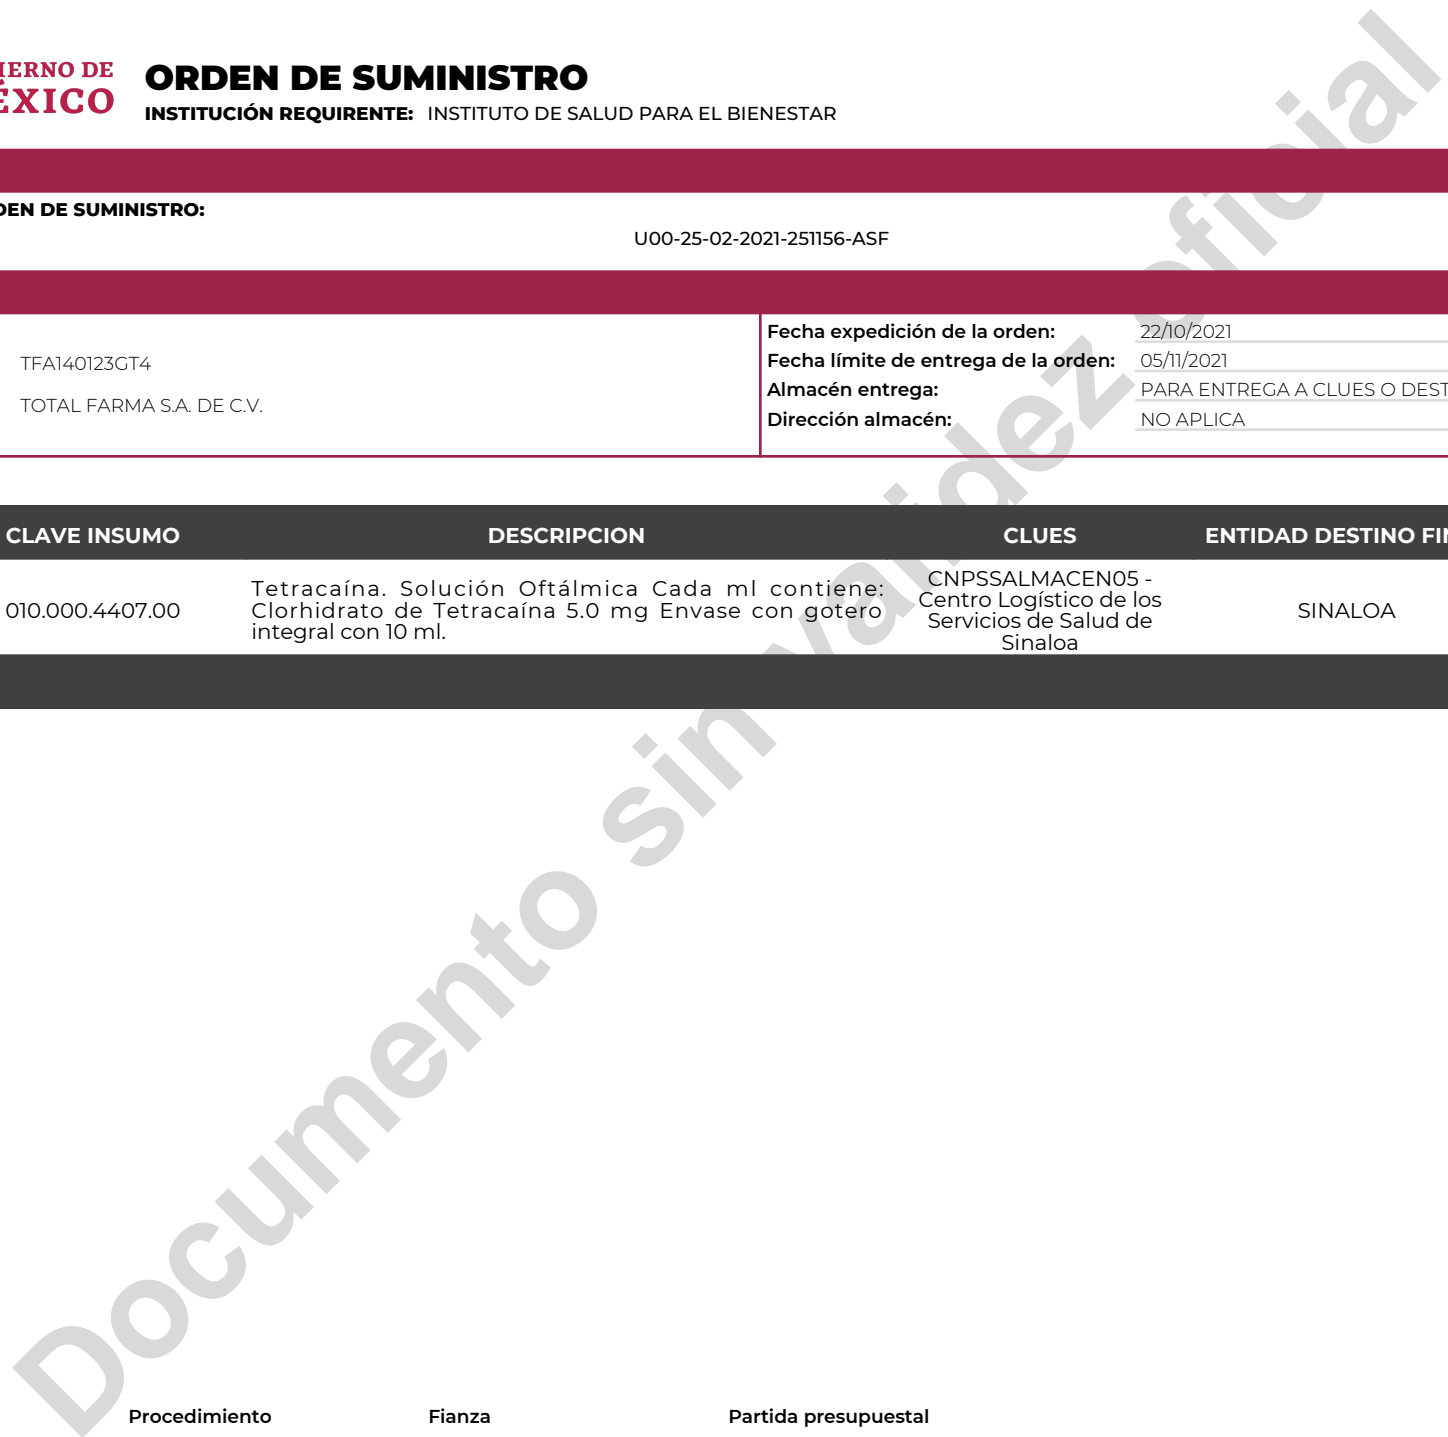 IERNO DE
ÉXICO
ORDEN DE SUMINISTRO
INSTITUCIÓN REQUIRENTE: INSTITUTO DE SALUD PARA EL BIENESTAR
DEN DE SUMINISTRO:
U00-25-02-2021-251156-ASF
TFA140123GT4
TOTAL FARMA S.A. DE C.V.
Fecha expedición de la orden: 22/10/2021
Fecha límite de entrega de la orden: 05/11/2021
Almacén entrega: PARA ENTREGA A CLUES O DEST
Dirección almacén: NO APLICA
CLAVE INSUMO DESCRIPCION CLUES ENTIDAD DESTINO FIN
010.000.4407.00
Tetracaína. Solución Oftálmica Cada ml contiene:
Clorhidrato de Tetracaína 5.0 mg Envase con gotero
integral con 10 ml.
CNPSSALMACEN05 -
Centro Logístico de los
Servicios de Salud de
Sinaloa
SINALOA
Documento sin validez oficial
Procedimiento Fianza Partida presupuestal